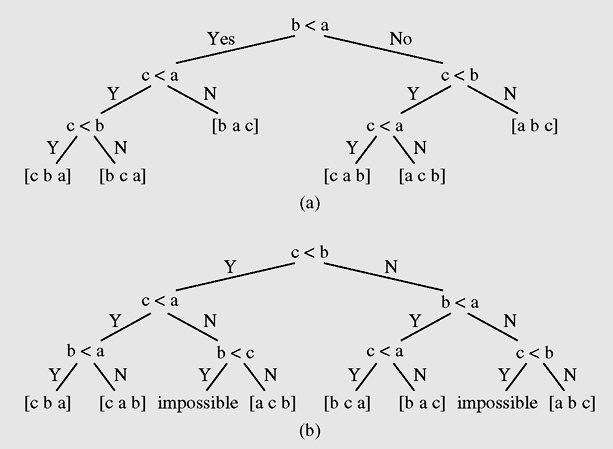 b < a
Yes No
c < a c < b
Y N Y N
c < b [b a c] c < a [a b c]
Y N Y N
[c b a] [b c a] [c a b] [a c b]
(a)
c < b
Y N
c < a b < a
Y N Y N
b < a b < c c < a c < b
Y N Y N Y N Y N
[c b a] [c a b] impossible [a c b] [b c a] [b a c] impossible [a b c]
(b)